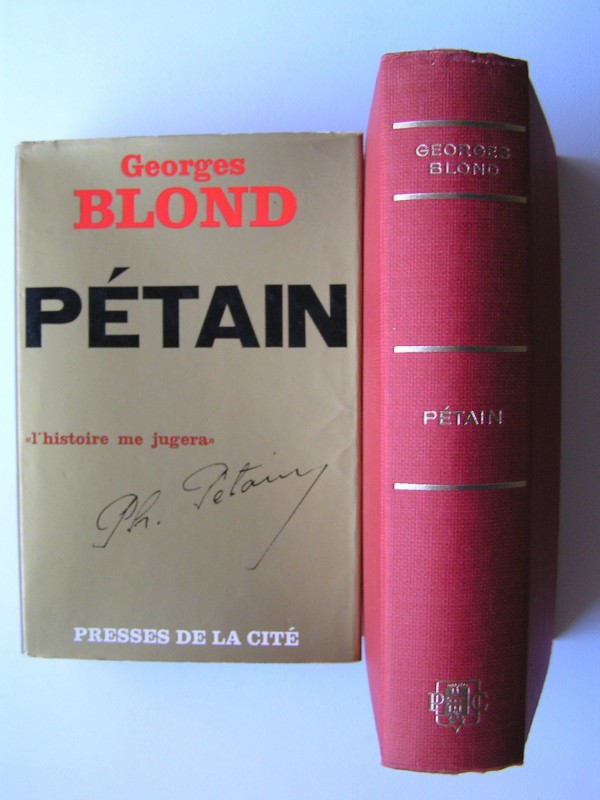 Georges
BLOND
PÉTAIN
«l'histoire me jugera»
Ph. Pétain
PRESSES DE LA CITÉ
GEORGES
BLOND
PÉTAIN
P C